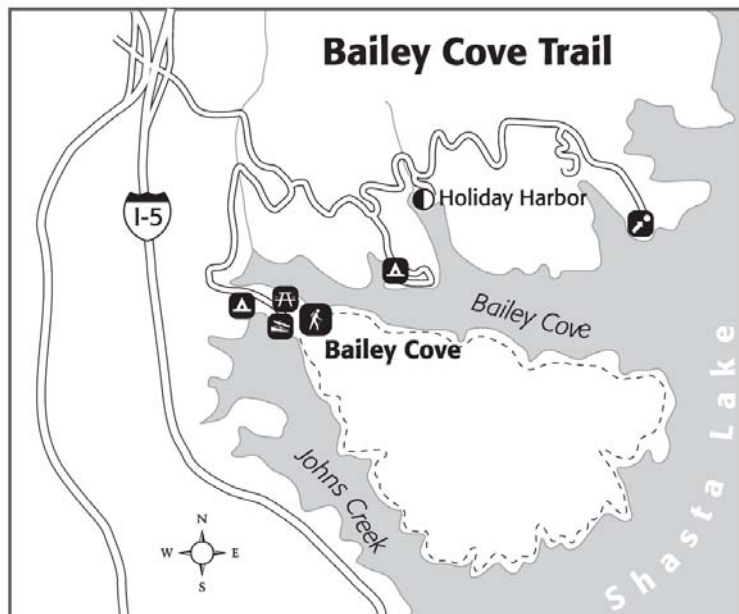 Bailey Cove Trail
I-5
Holiday Harbor
Bailey Cove
Bailey Cove
Johns Creek
Shasta Lake
N
W E
S